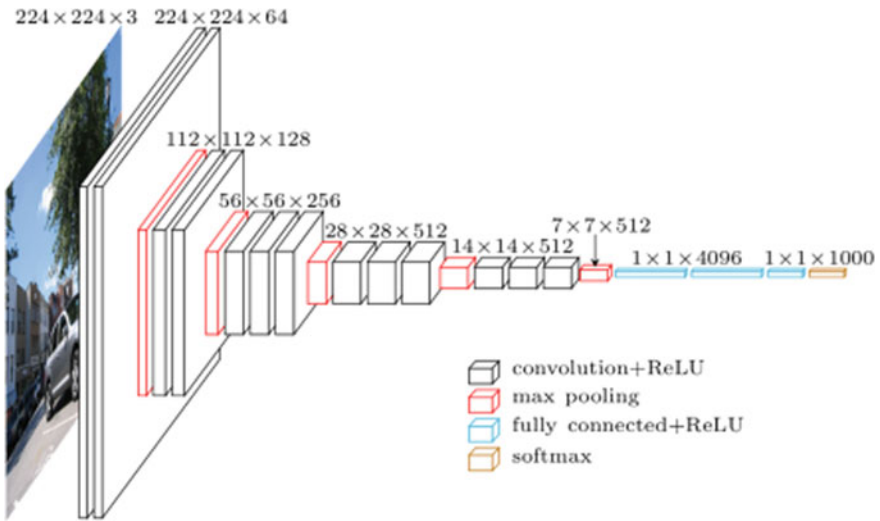 224×224×3
224×224×64
112×112×128
56×56×256
28×28×512
14×14×512
7×7×512
1×1×4096
1×1×1000
convolution+ReLU
max pooling
fully connected+ReLU
softmax